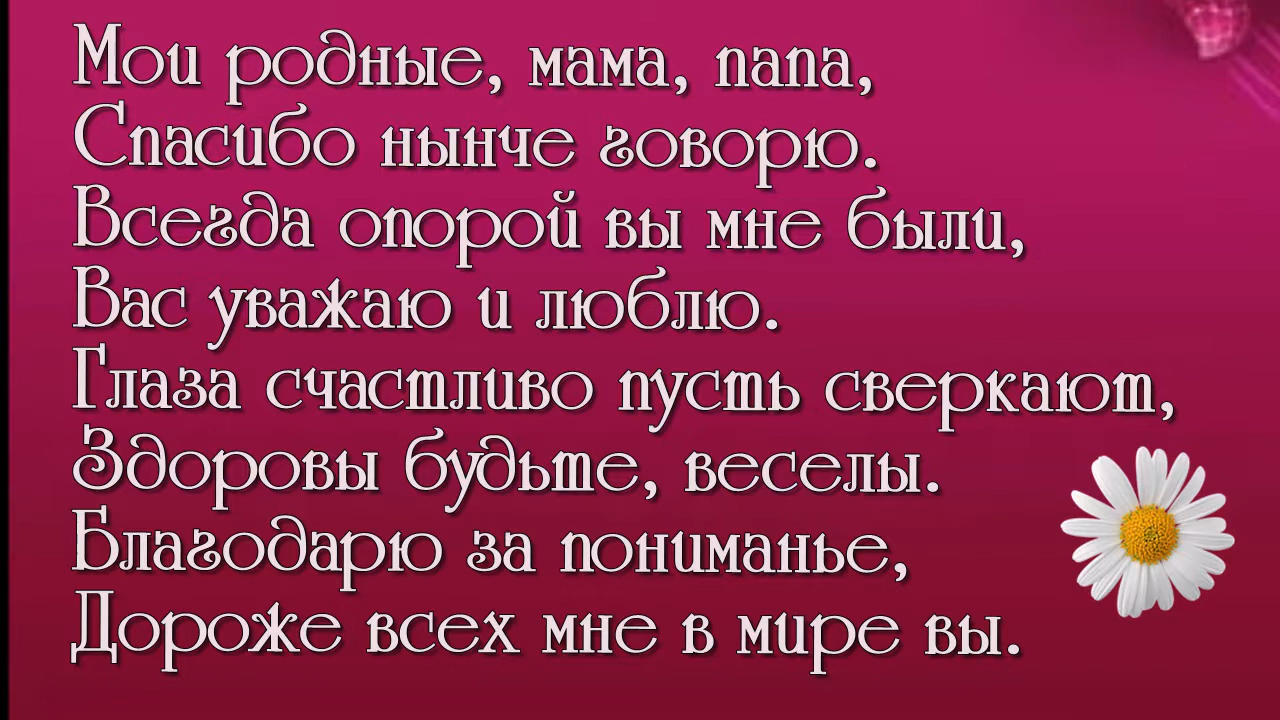 Мои родные, мама, папа,
Спасибо нынче говорю.
Всегда опорой вы мне были,
Вас уважаю и люблю.
Глаза счастливо пусть сверкают,
Здоровы будьте, веселы.
Благодарю за пониманье,
Дороже всех мне в мире вы.